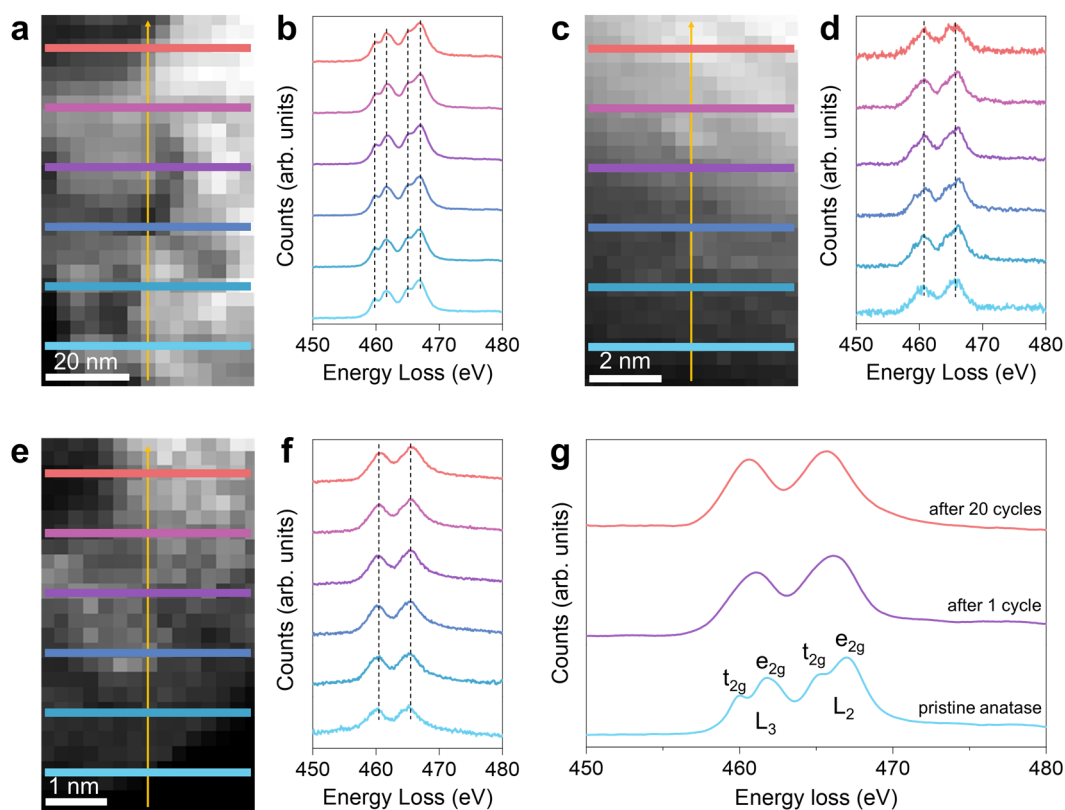 a
20 nm
b
Counts (arb. units)
450 460 470 480
Energy Loss (eV)
c
2 nm
d
Counts (arb. units)
450 460 470 480
Energy Loss (eV)
e
1 nm
f
Counts (arb. units)
450 460 470 480
Energy Loss (eV)
g
Counts (arb. units)
after 20 cycles
after 1 cycle
t2g e2g t2g e2g
L3 L2
pristine anatase
450 460 470 480
Energy loss (eV)